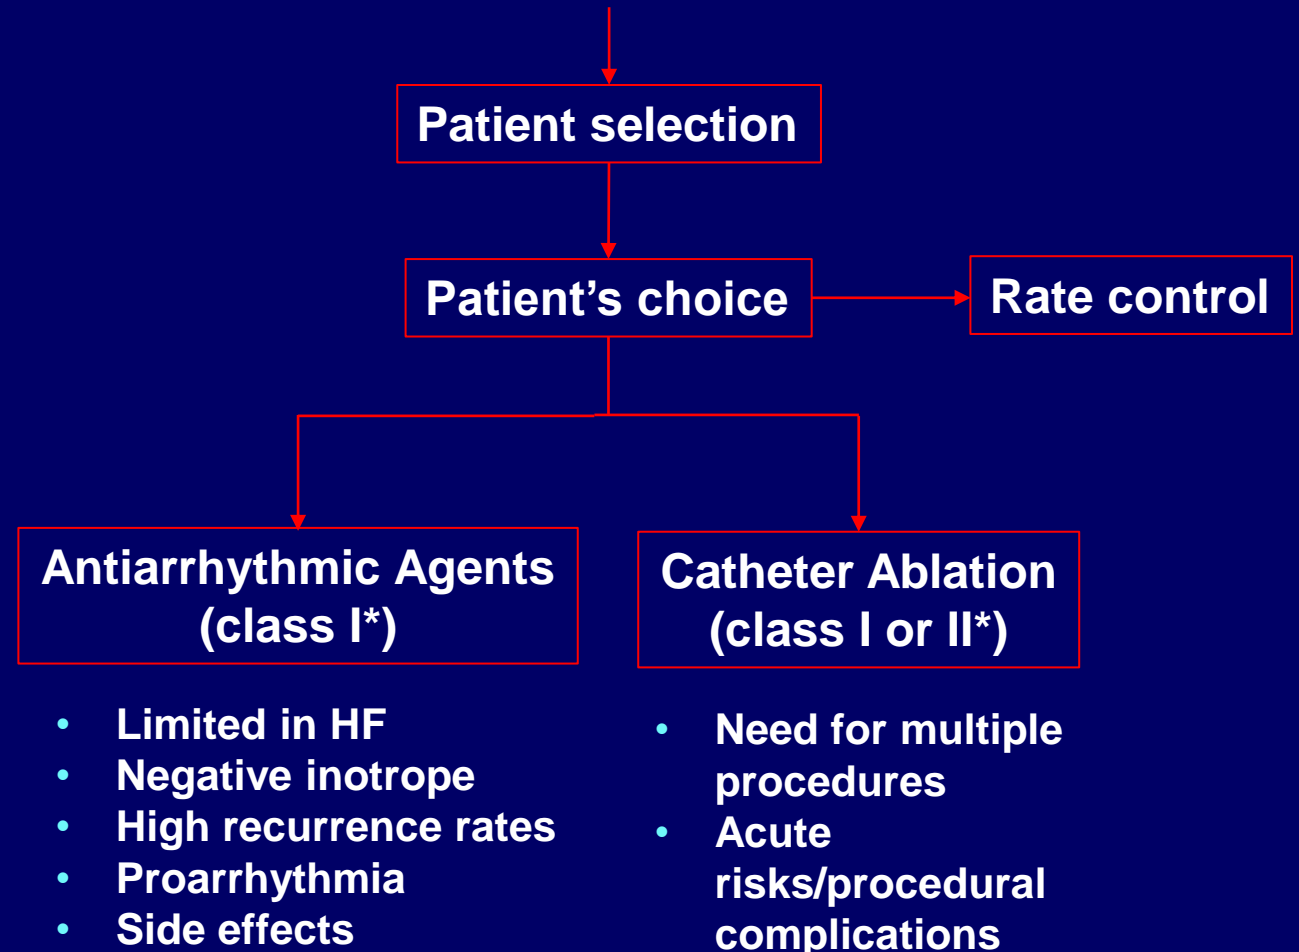 Patient selection
Patient’s choice
Rate control
Antiarrhythmic Agents
(class I*)
• Limited in HF
• Negative inotrope
• High recurrence rates
• Proarrhythmia
• Side effects
Catheter Ablation
(class I or II*)
• Need for multiple
procedures
• Acute
risks/procedural
complications